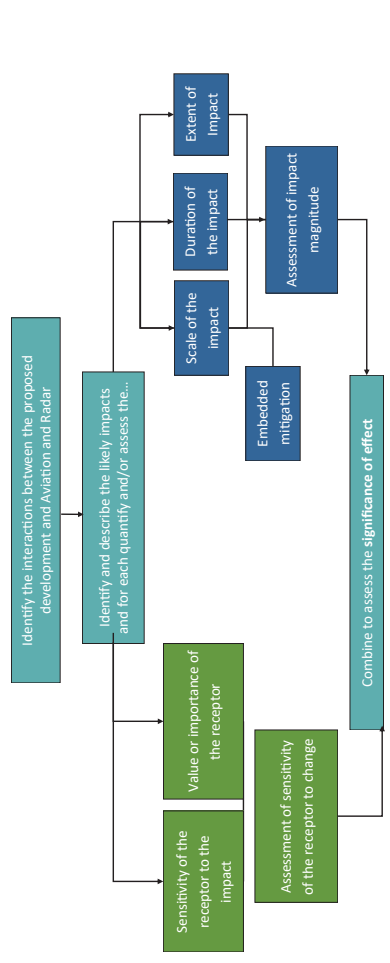 Identify the interactions between the proposed
development and Aviation and Radar
Identify and describe the likely impacts
and for each quantify and/or assess the...
Sensitivity of the
receptor to the
impact
Value or importance of
the receptor
Scale of the
impact
Duration of
the impact
Extent of
Impact
Embedded
mitigation
Assessment of sensitivity
of the receptor to change
Assessment of impact
magnitude
Combine to assess the significance of effect